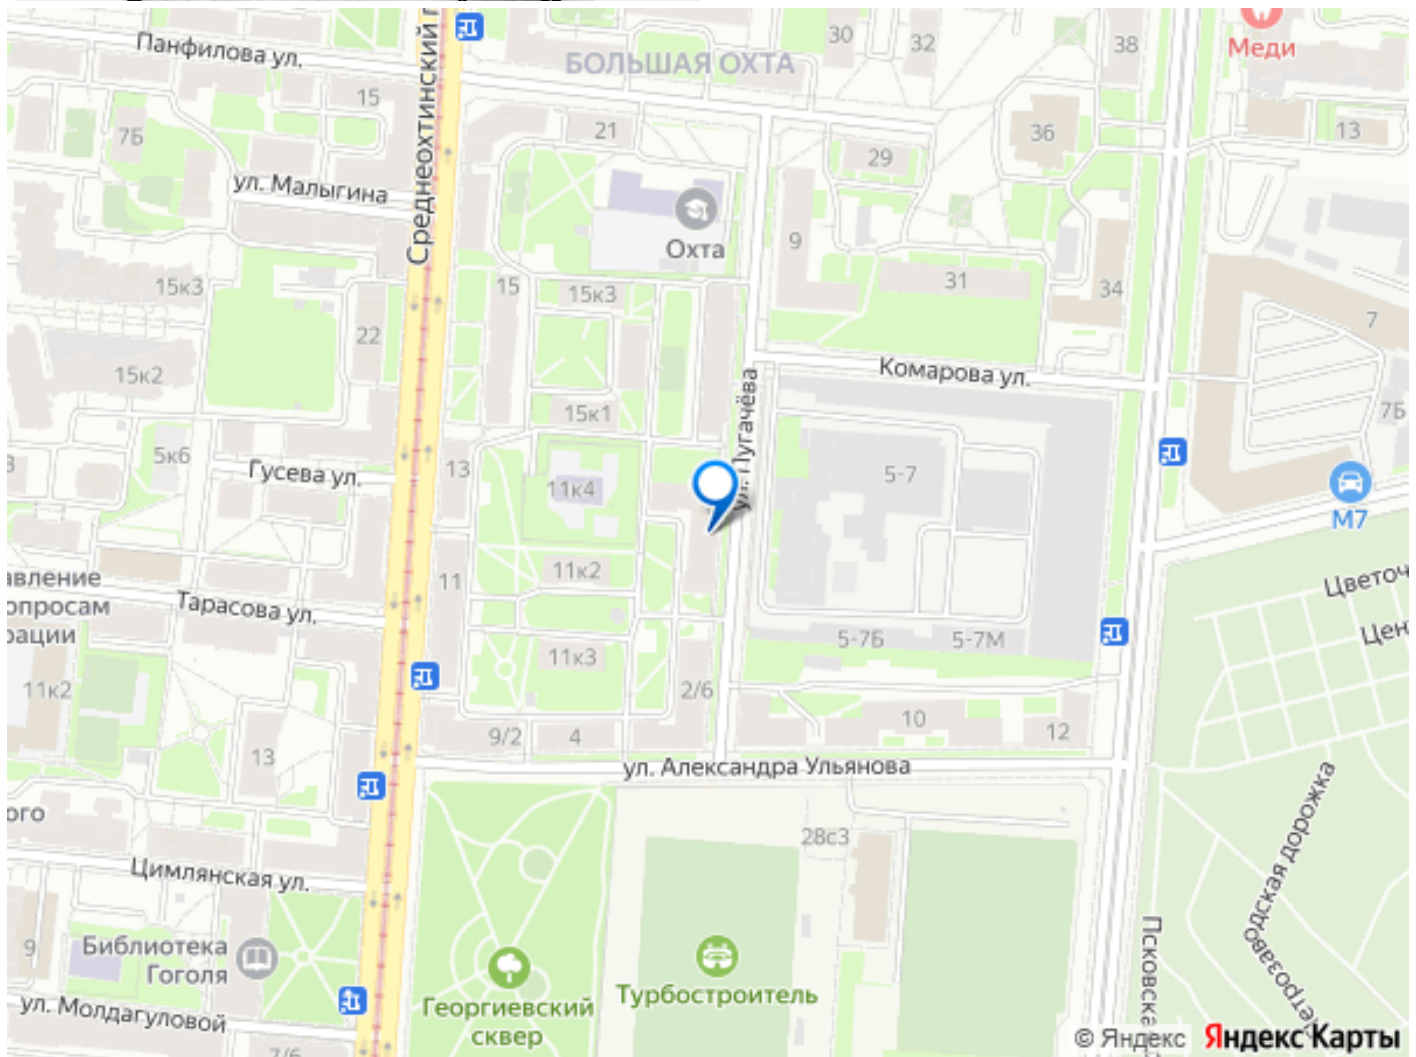 Панфилова ул.
Среднеохтинский
БОЛЬШАЯ ОХТА
30
32
38
Меди
15
7Б
21
29
36
13
ул. Малыгина
Охта
9
15к3
15
15к3
31
34
22
7
15к2
Комарова ул.
ул. Пугачёва
15к1
7Б
5к6
Гусева ул.
13
11к4
5-7
М7
11к2
11
Тарасова ул.
11к3
5-7Б
5-7М
11к2
2/6
10
12
13
9/2
4
ул. Александра Ульянова
28с3
Цимлянская ул.
9
Библиотека
Гоголя
Георгиевский
сквер
Турбостроитель
ул. Молдагуловой
7/6
© Яндекс Яндекс Карты